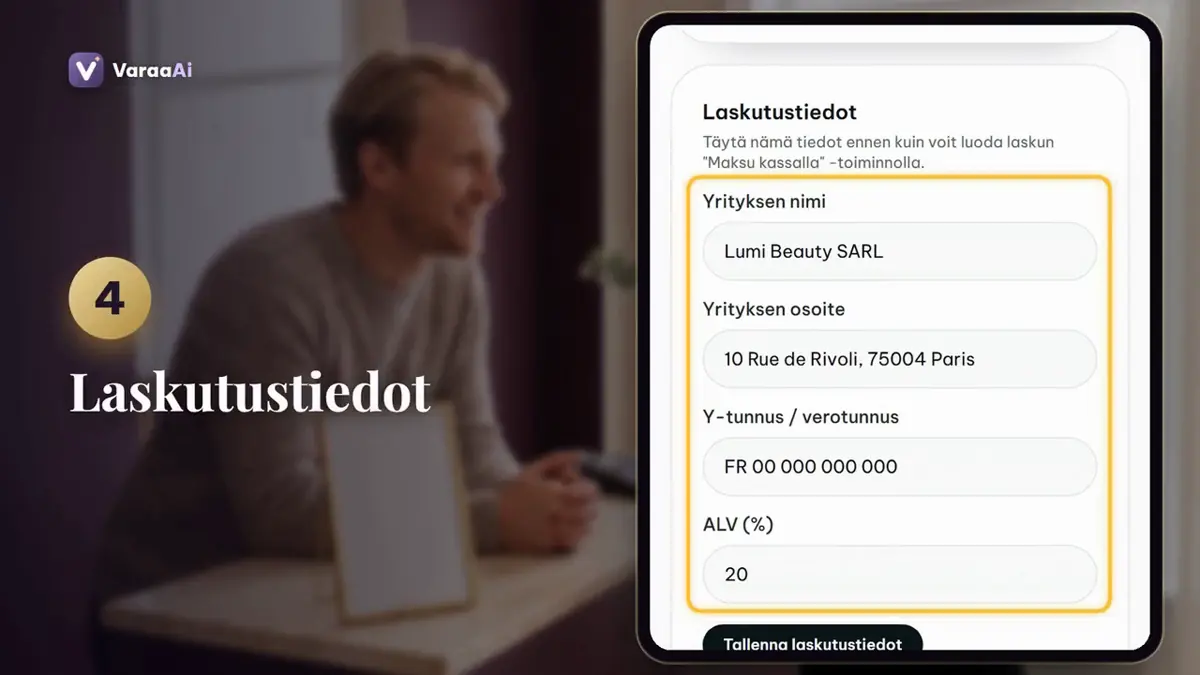 VaraaAi
4
Laskutustiedot
Laskutustiedot
Täytä nämä tiedot ennen kuin voit luoda laskun
"Maksu kassalla" -toiminnolla.
Yrityksen nimi
Lumi Beauty SARL
Yrityksen osoite
10 Rue de Rivoli, 75004 Paris
Y-tunnus / verotunnus
FR 00 000 000 000
ALV (%)
20
Tallenna laskutustiedot